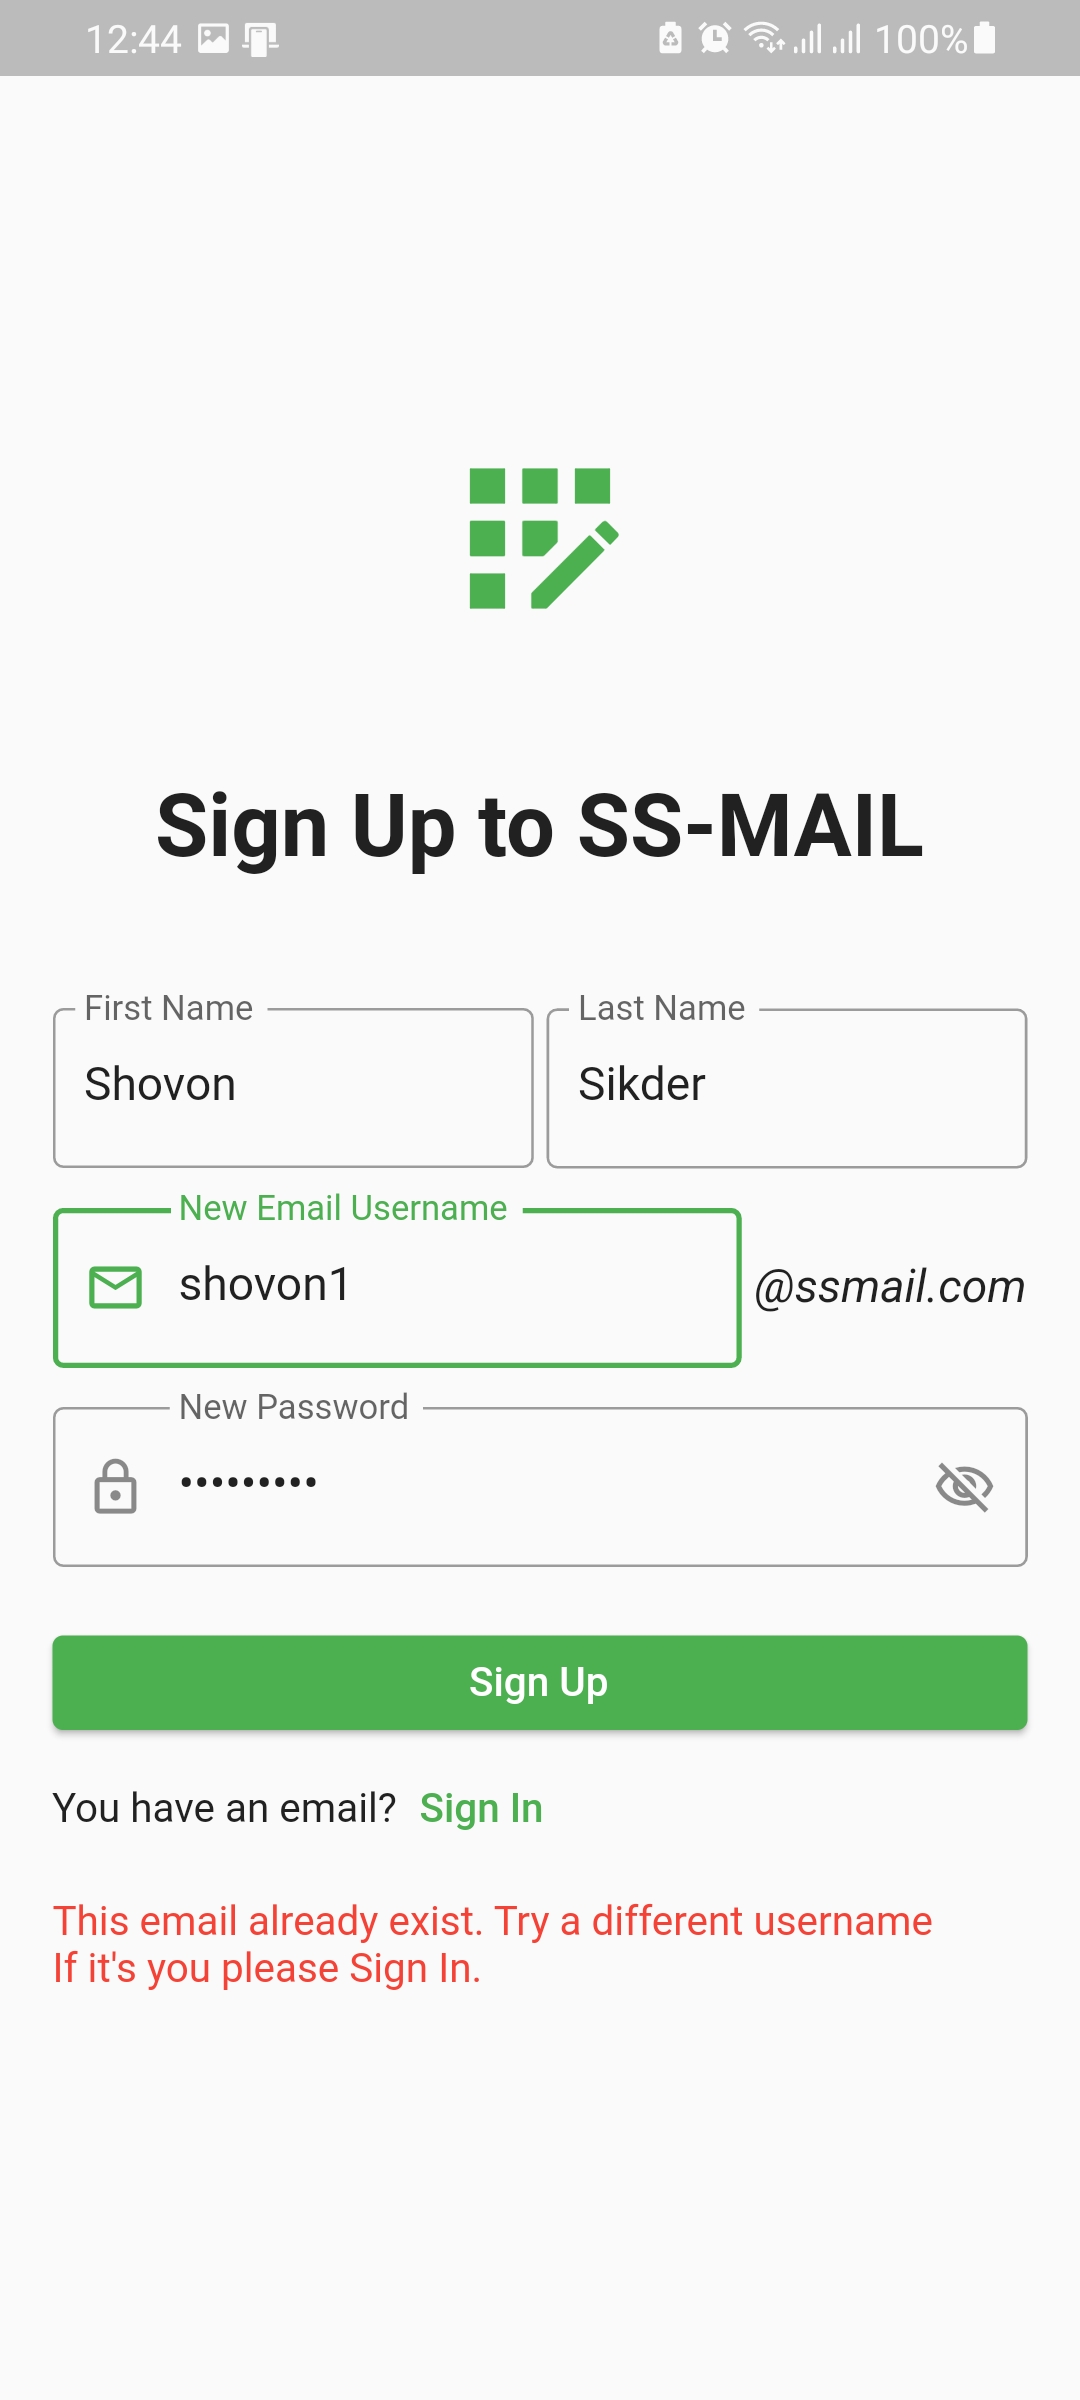 12:44 100%
Sign Up to SS-MAIL
First Name Last Name
Shovon Sikder
New Email Username
shovon1 @ssmail.com
New Password
•••••••••
Sign Up
You have an email? Sign In
This email already exist. Try a different username
If it's you please Sign In.